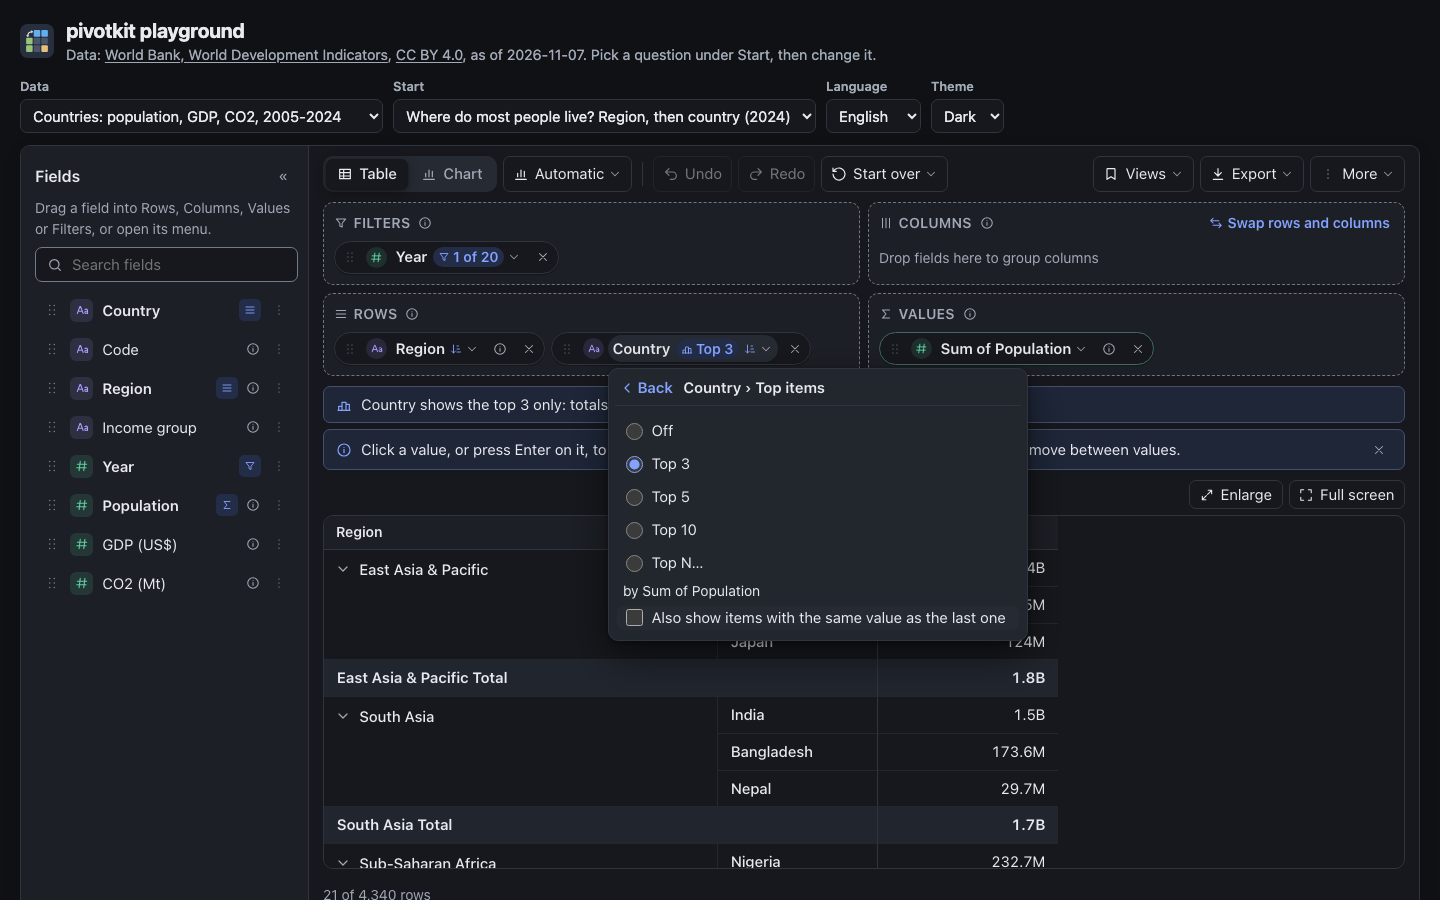 pivotkit playground
Data: World Bank, World Development Indicators, CC BY 4.0, as of 2026-11-07. Pick a question under Start, then change it.
Data
Start
Language
Theme
Countries: population, GDP, CO2, 2005-2024
Where do most people live? Region, then country (2024)
English
Dark
Fields
«
Drag a field into Rows, Columns, Values
or Filters, or open its menu.
Search fields
Aa Country
Aa Code
Aa Region
Aa Income group
# Year
# Population Σ
# GDP (US$)
# CO2 (Mt)
Table
Chart
Automatic
Undo
Redo
Start over
Views
Export
More
FILTERS
# Year 1 of 20
COLUMNS
Swap rows and columns
Drop fields here to group columns
ROWS
Aa Region
Aa Country Top 3
Σ VALUES
# Sum of Population
Country shows the top 3 only: totals
Click a value, or press Enter on it, to
move between values.
Back Country › Top items
Off
Top 3
Top 5
Top 10
Top N...
by Sum of Population
Also show items with the same value as the last one
Enlarge
Full screen
Region
East Asia & Pacific
4B
5M
Japan 124M
East Asia & Pacific Total 1.8B
South Asia India 1.5B
Bangladesh 173.6M
Nepal 29.7M
South Asia Total 1.7B
Sub-Saharan Africa Nigeria 232.7M
21 of 4,340 rows